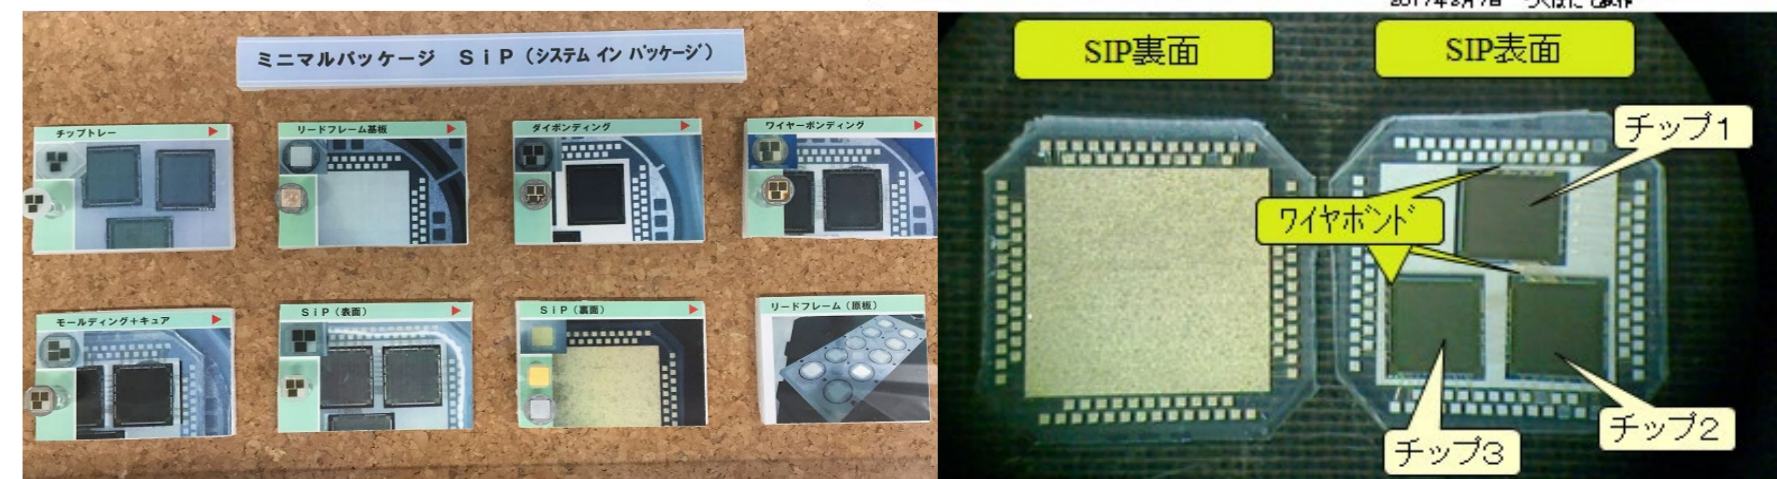 ミニマルパッケージ　SiP（システム イン パッケージ）
チップトレー
リードフレーム基板
ダイボンディング
ワイヤーボンディング
モールディング+キュア
SiP（表面）
SiP（裏面）
リードフレーム（原板）
SIP裏面
SIP表面
チップ1
ワイヤボンド
チップ2
チップ3